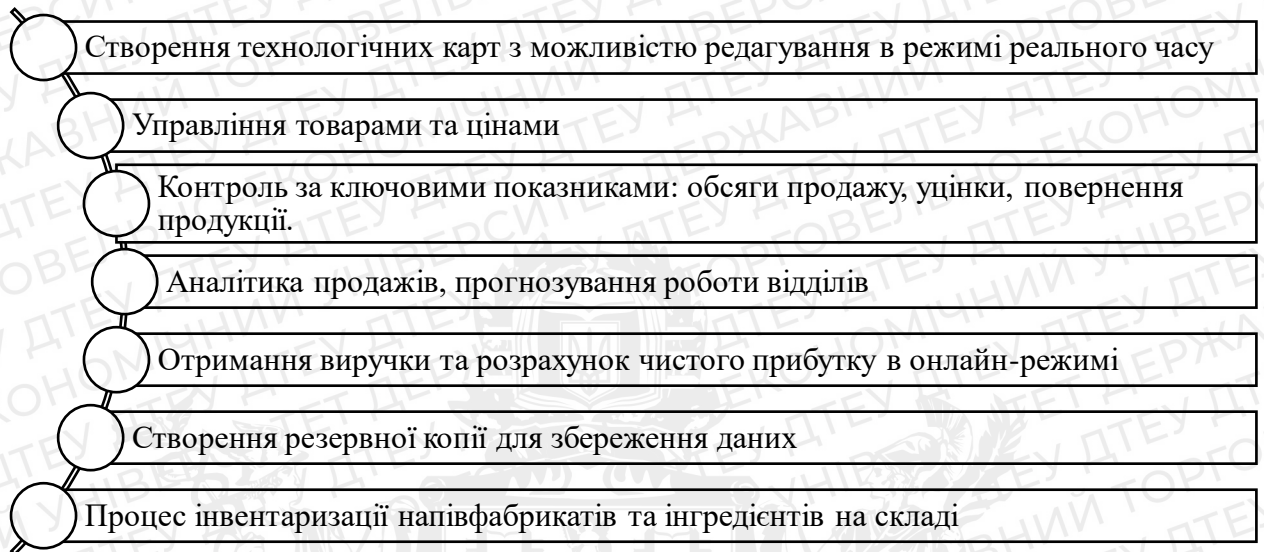 Створення технологічних карт з можливістю редагування в режимі реального часу
Управління товарами та цінами
Контроль за ключовими показниками: обсяги продажу, уцінки, повернення
продукції.
Аналітика продажів, прогнозування роботи відділів
Отримання виручки та розрахунок чистого прибутку в онлайн-режимі
Створення резервної копії для збереження даних
Процес інвентаризації напівфабрикатів та інгредієнтів на складі